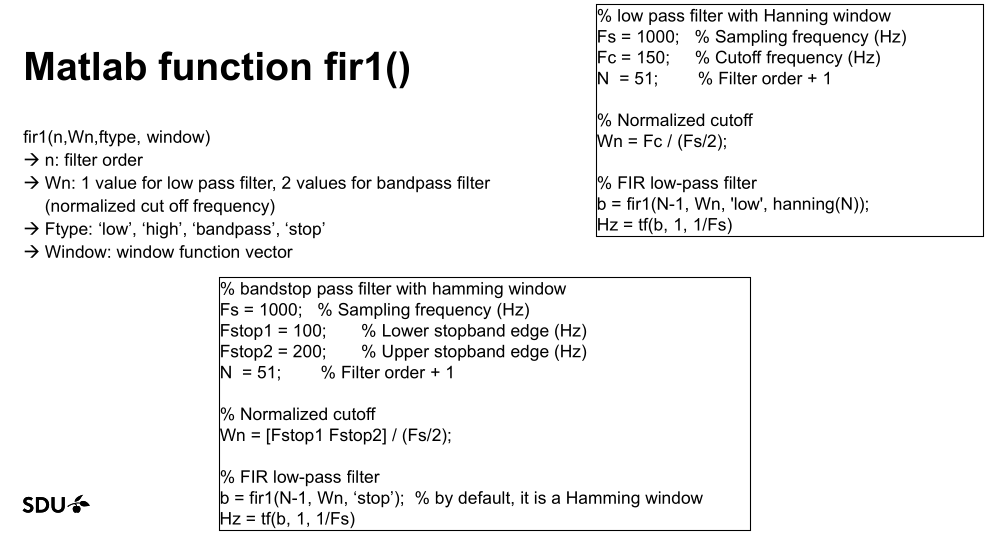 Matlab function fir1()
fir1(n,Wn,ftype, window)
→ n: filter order
→ Wn: 1 value for low pass filter, 2 values for bandpass filter
(normalized cut off frequency)
→ Ftype: ‘low’, ‘high’, ‘bandpass’, ‘stop’
→ Window: window function vector
% low pass filter with Hanning window
Fs = 1000;   % Sampling frequency (Hz)
Fc = 150;     % Cutoff frequency (Hz)
N  = 51;        % Filter order + 1
% Normalized cutoff
Wn = Fc / (Fs/2);
% FIR low-pass filter
b = fir1(N-1, Wn, 'low', hanning(N));
Hz = tf(b, 1, 1/Fs)
% bandstop pass filter with hamming window
Fs = 1000;   % Sampling frequency (Hz)
Fstop1 = 100;       % Lower stopband edge (Hz)
Fstop2 = 200;       % Upper stopband edge (Hz)
N  = 51;        % Filter order + 1
% Normalized cutoff
Wn = [Fstop1 Fstop2] / (Fs/2);
% FIR low-pass filter
b = fir1(N-1, Wn, ‘stop’);  % by default, it is a Hamming window
Hz = tf(b, 1, 1/Fs)
SDU